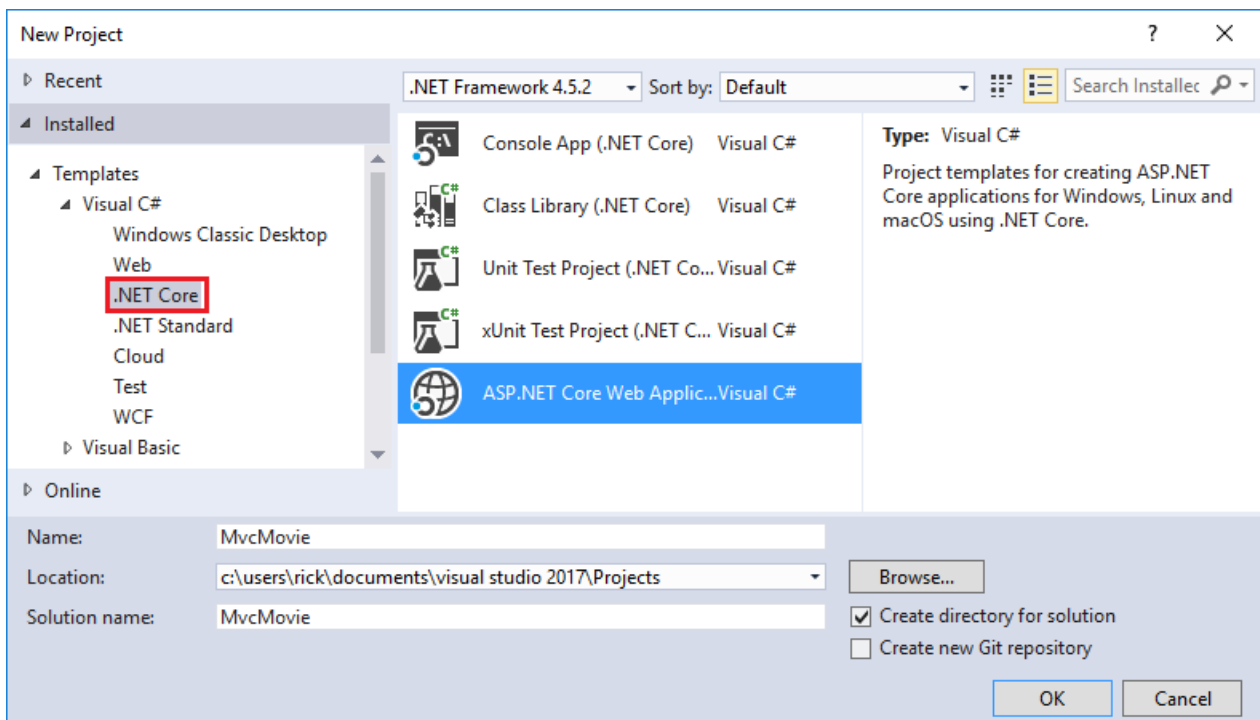 New Project
?
Recent
Installed
Templates
Visual C#
Windows Classic Desktop
Web
.NET Core
.NET Standard
Cloud
Test
WCF
Visual Basic
Online
.NET Framework 4.5.2 Sort by: Default Search Installec
C:\ Console App (.NET Core) Visual C#
C# Class Library (.NET Core) Visual C#
C# Unit Test Project (.NET Co... Visual C#
C# xUnit Test Project (.NET C... Visual C#
ASP.NET Core Web Applic...Visual C#
Type: Visual C#
Project templates for creating ASP.NET
Core applications for Windows, Linux and
macOS using .NET Core.
Name: MvcMovie
Location: c:\users\rick\documents\visual studio 2017\Projects Browse...
Solution name: MvcMovie
Create directory for solution
Create new Git repository
OK Cancel